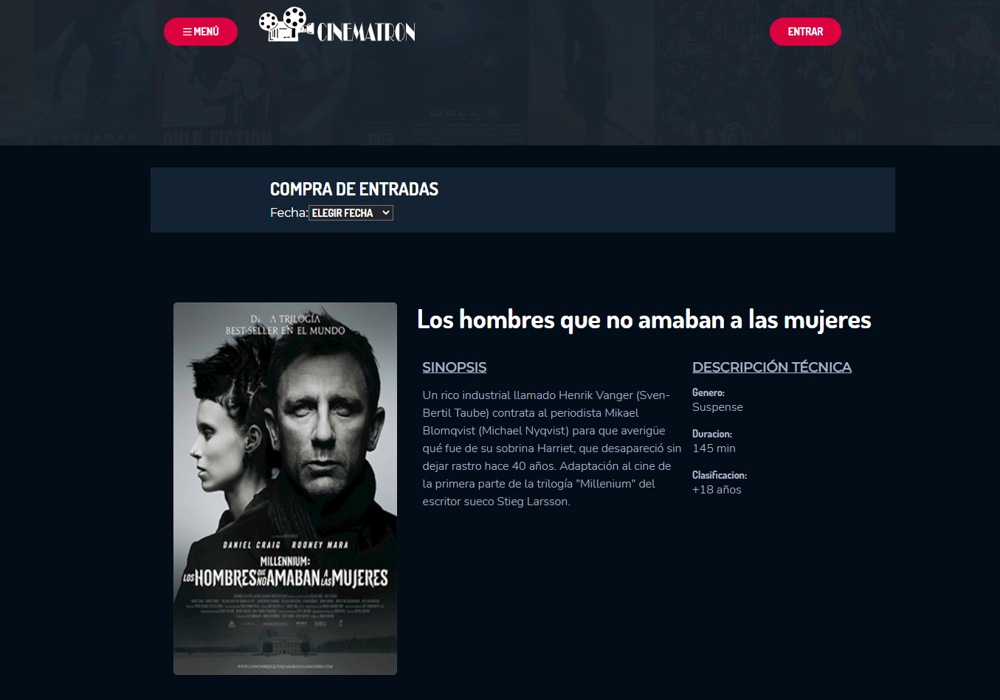 MENÚ
CINEMATRON
ENTRAR
SUPERMAN
PULP FICTION
JOKER
WALL·E
AVENGERS
KILL BILL
COMPRA DE ENTRADAS
Fecha: ELEGIR FECHA
Los hombres que no amaban a las mujeres
TRILOGÍA
BEST-SELLER EN EL MUNDO
DANIEL CRAIG ROONEY MARA
MILLENNIUM:
LOS HOMBRES QUE NO AMABAN A LAS MUJERES
WWW.LOSHOMBRESQUENOAMABANALASMUJERES.COM
SINOPSIS
Un rico industrial llamado Henrik Vanger (Sven-
Bertil Taube) contrata al periodista Mikael
Blomqvist (Michael Nyqvist) para que averigüe
qué fue de su sobrina Harriet, que desapareció sin
dejar rastro hace 40 años. Adaptación al cine de
la primera parte de la trilogía "Millenium" del
escritor sueco Stieg Larsson.
DESCRIPCIÓN TÉCNICA
Genero:
Suspense
Duracion:
145 min
Clasificacion:
+18 años